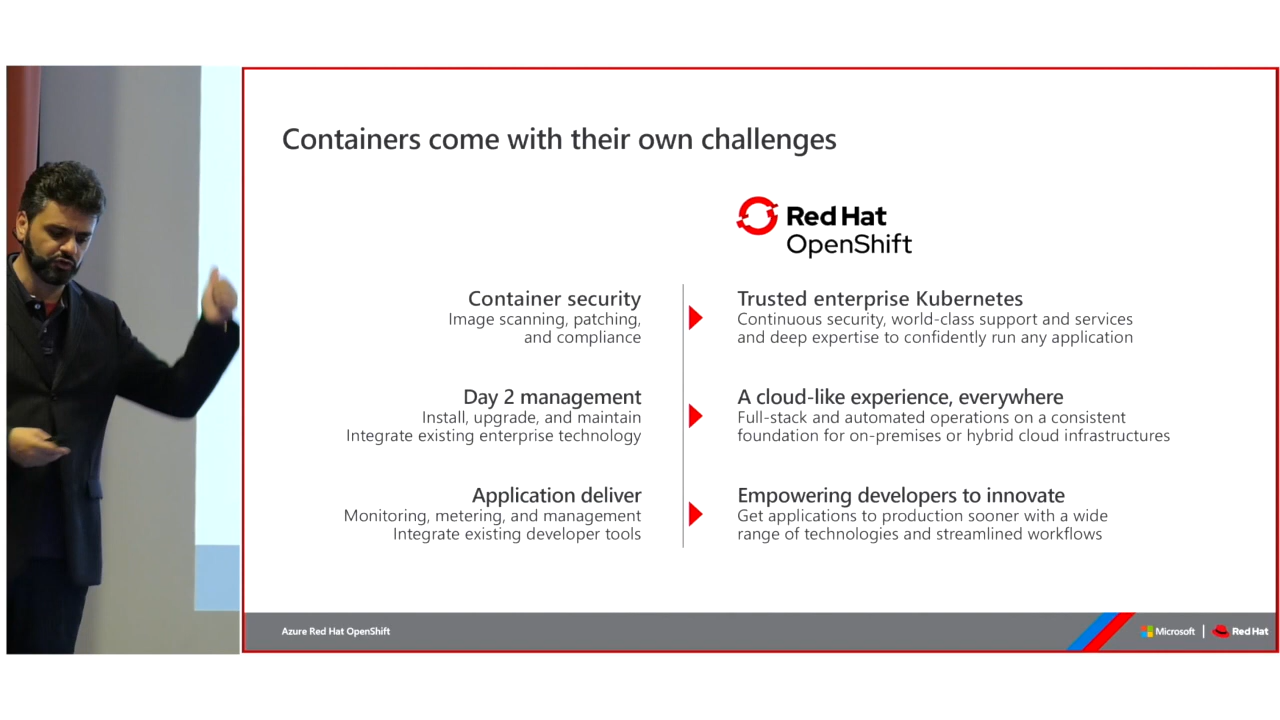 Containers come with their own challenges
Red Hat
OpenShift
Container security
Image scanning, patching,
and compliance
Trusted enterprise Kubernetes
Continuous security, world-class support and services
and deep expertise to confidently run any application
Day 2 management
Install, upgrade, and maintain
Integrate existing enterprise technology
A cloud-like experience, everywhere
Full-stack and automated operations on a consistent
foundation for on-premises or hybrid cloud infrastructures
Application deliver
Monitoring, metering, and management
Integrate existing developer tools
Empowering developers to innovate
Get applications to production sooner with a wide
range of technologies and streamlined workflows
Azure Red Hat OpenShift
Microsoft | Red Hat